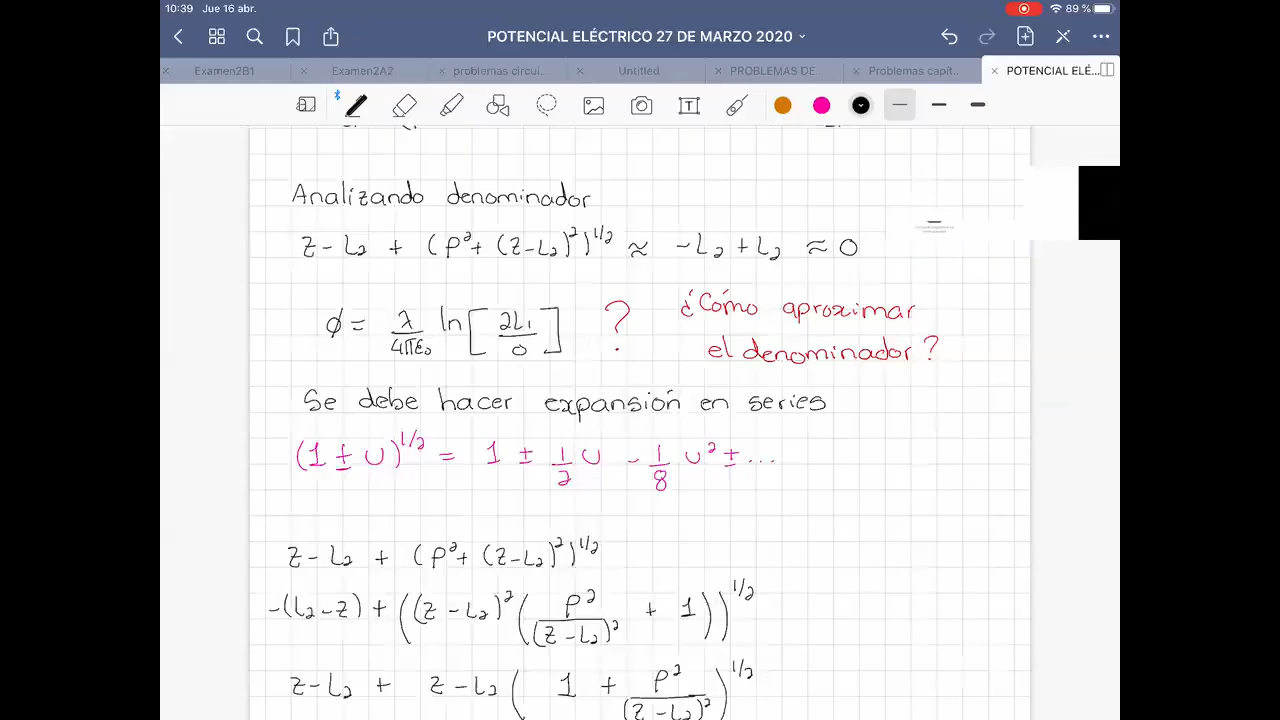 10:39 Jue 16 abr. 89 %
POTENCIAL ELÉCTRICO 27 DE MARZO 2020
Examen2B1 Examen2A2 problemas circui... Untitled PROBLEMAS DE... Problemas capít... POTENCIAL ELÉ...
Analizando denominador
z - L₂ + (ρ² + (z-L₂)²)^1/2 ≈ -L₂ + L₂ ≈ 0
φ = λ/4πε₀ ln [2L₁/0] ? ¿Cómo aproximar
el denominador?
Se debe hacer expansión en series
(1 ± u)^1/2 = 1 ± 1/2 u - 1/8 u² ± ...
z - L₂ + (ρ² + (z-L₂)²)^1/2
-(L₂-z) + ((z-L₂)² (ρ²/(z-L₂)² + 1))^1/2
z - L₂ + z-L₂ (1 + ρ²/(z-L₂)²)^1/2